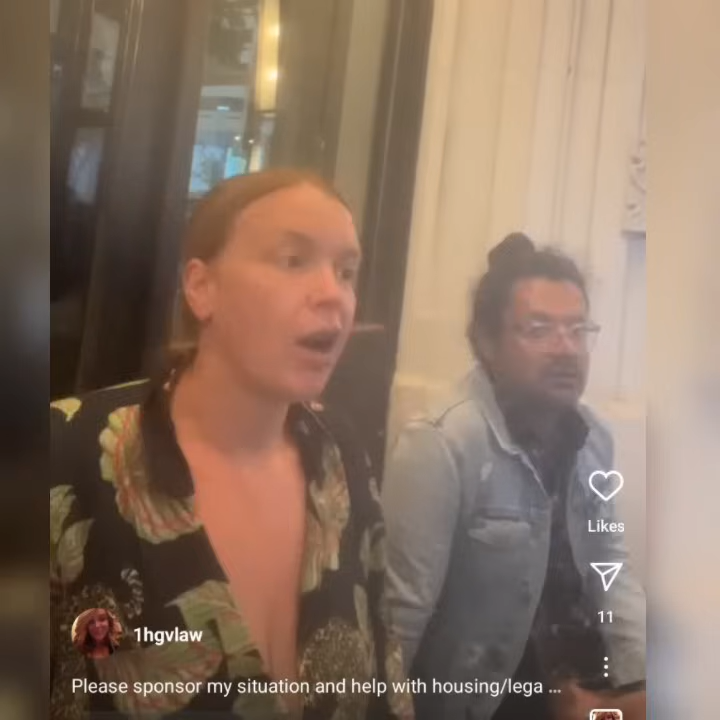 Likes
11
1hgvlaw
Please sponsor my situation and help with housing/lega ...